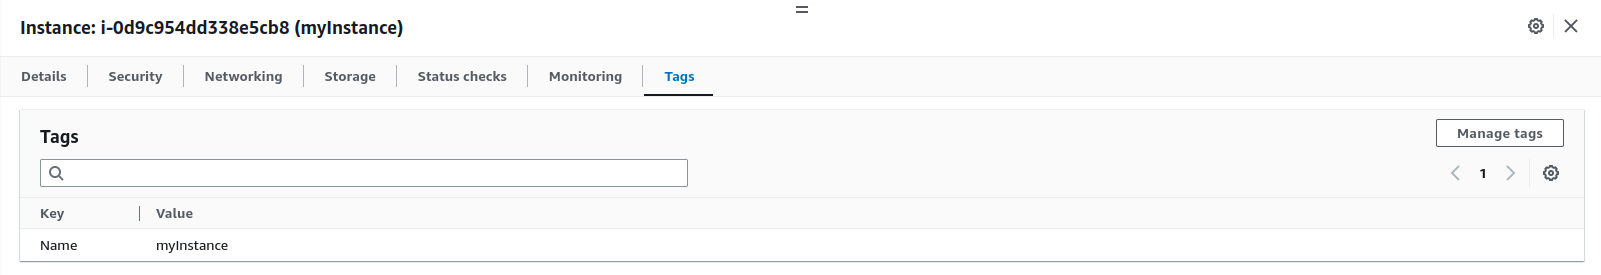 Instance: i-0d9c954dd338e5cb8 (myInstance)
Details Security Networking Storage Status checks Monitoring Tags
Tags
Manage tags
1
Key Value
Name myInstance